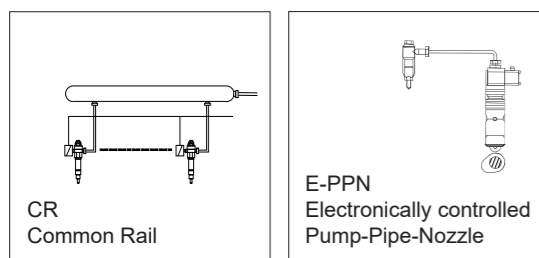 CR
Common Rail
E-PPN
Electronically controlled
Pump-Pipe-Nozzle